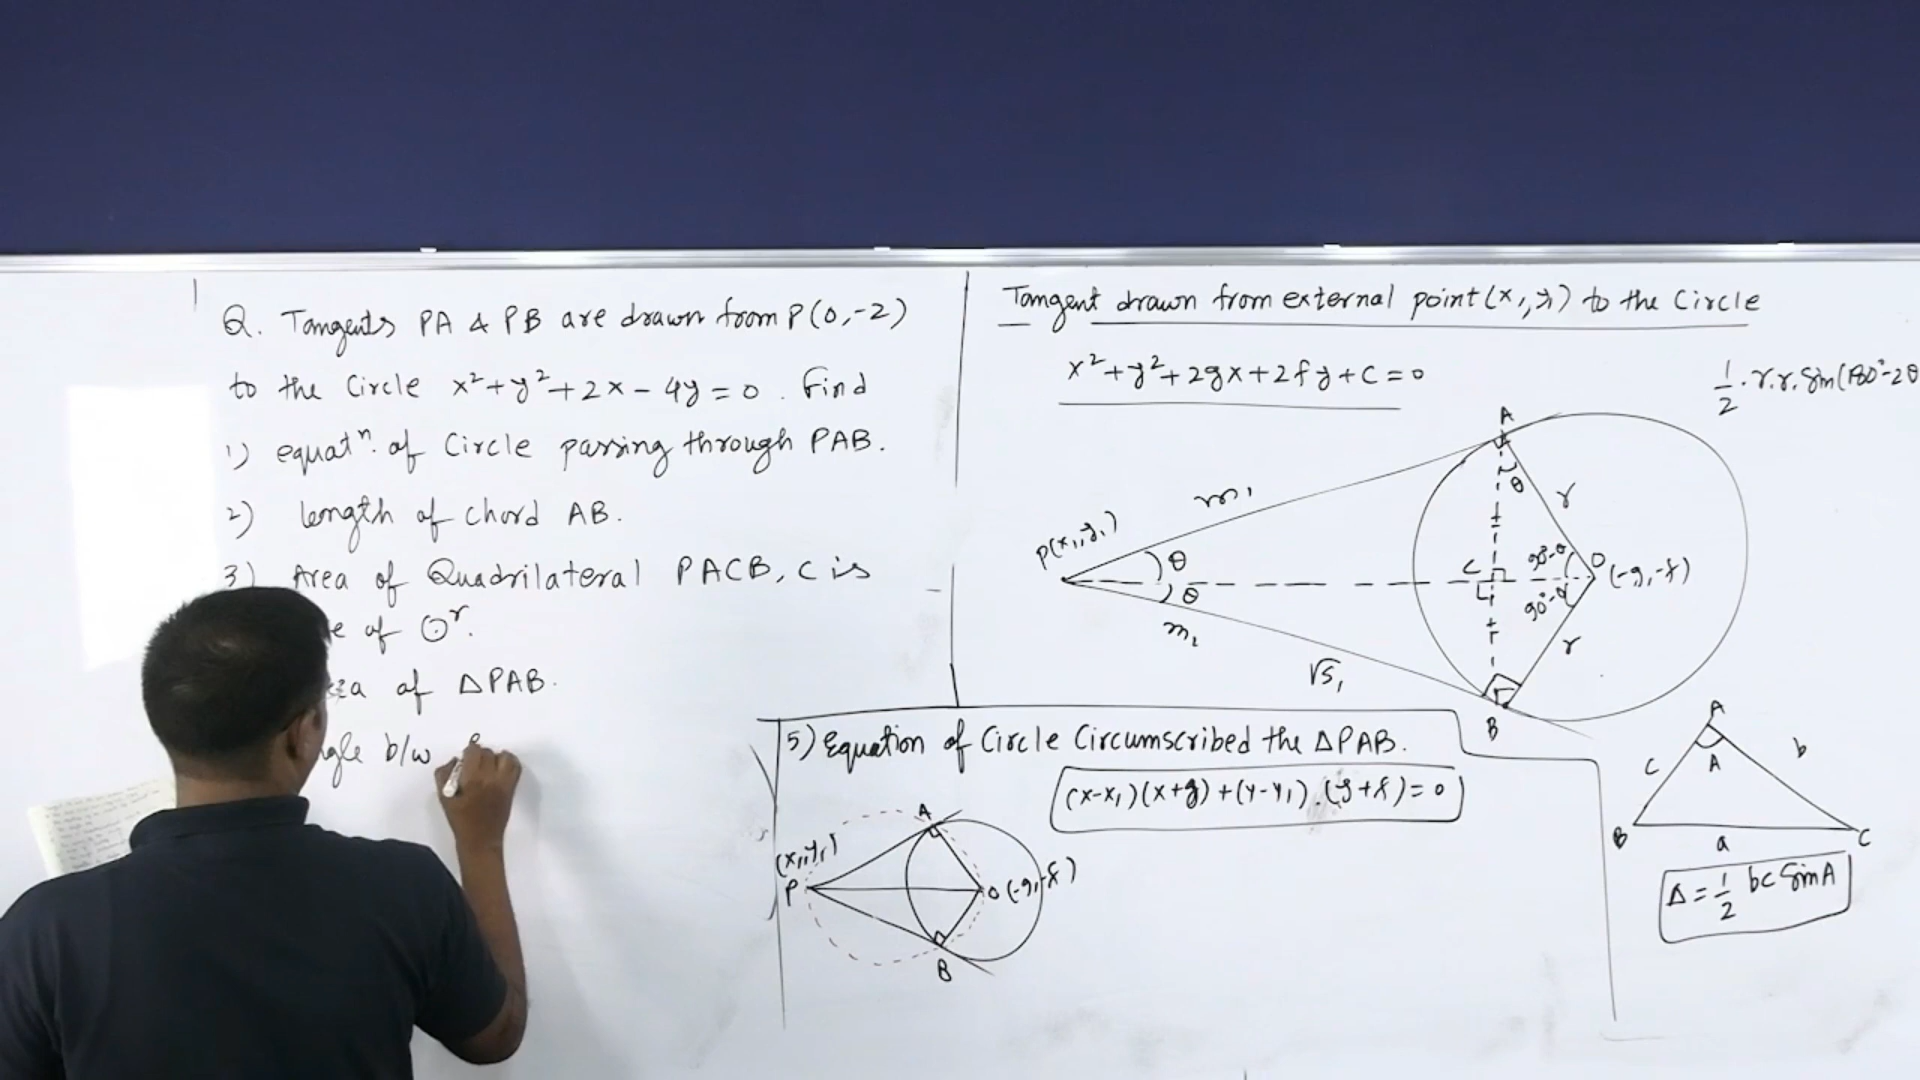 Q. Tangents PA & PB are drawn from P(0,-2)
to the Circle x²+y²+2x-4y=0. Find
1) equatⁿ. of Circle passing through PAB.
2) length of chord AB.
3) Area of Quadrilateral PACB, C is
of ⊙ʳ.
of △PAB.
b/w
Tangent drawn from external point (x₁,y₁) to the Circle
x²+y²+2gx+2fy+c=0
1/2 . r.r. Sin(180°-2θ
A
θ
m₁
r
P(x₁,y₁)
θ
C
90°-θ
O
(-g,-f)
L
θ
90°-θ
m₂
r
√S₁
B
5) Equation of Circle Circumscribed the △PAB.
(x-x₁)(x+g)+(y-y₁).(y+f)=0
A
(x₁,y₁)
P
O (-g,-f)
B
A
c
A
b
B
a
C
Δ = 1/2 bc SinA